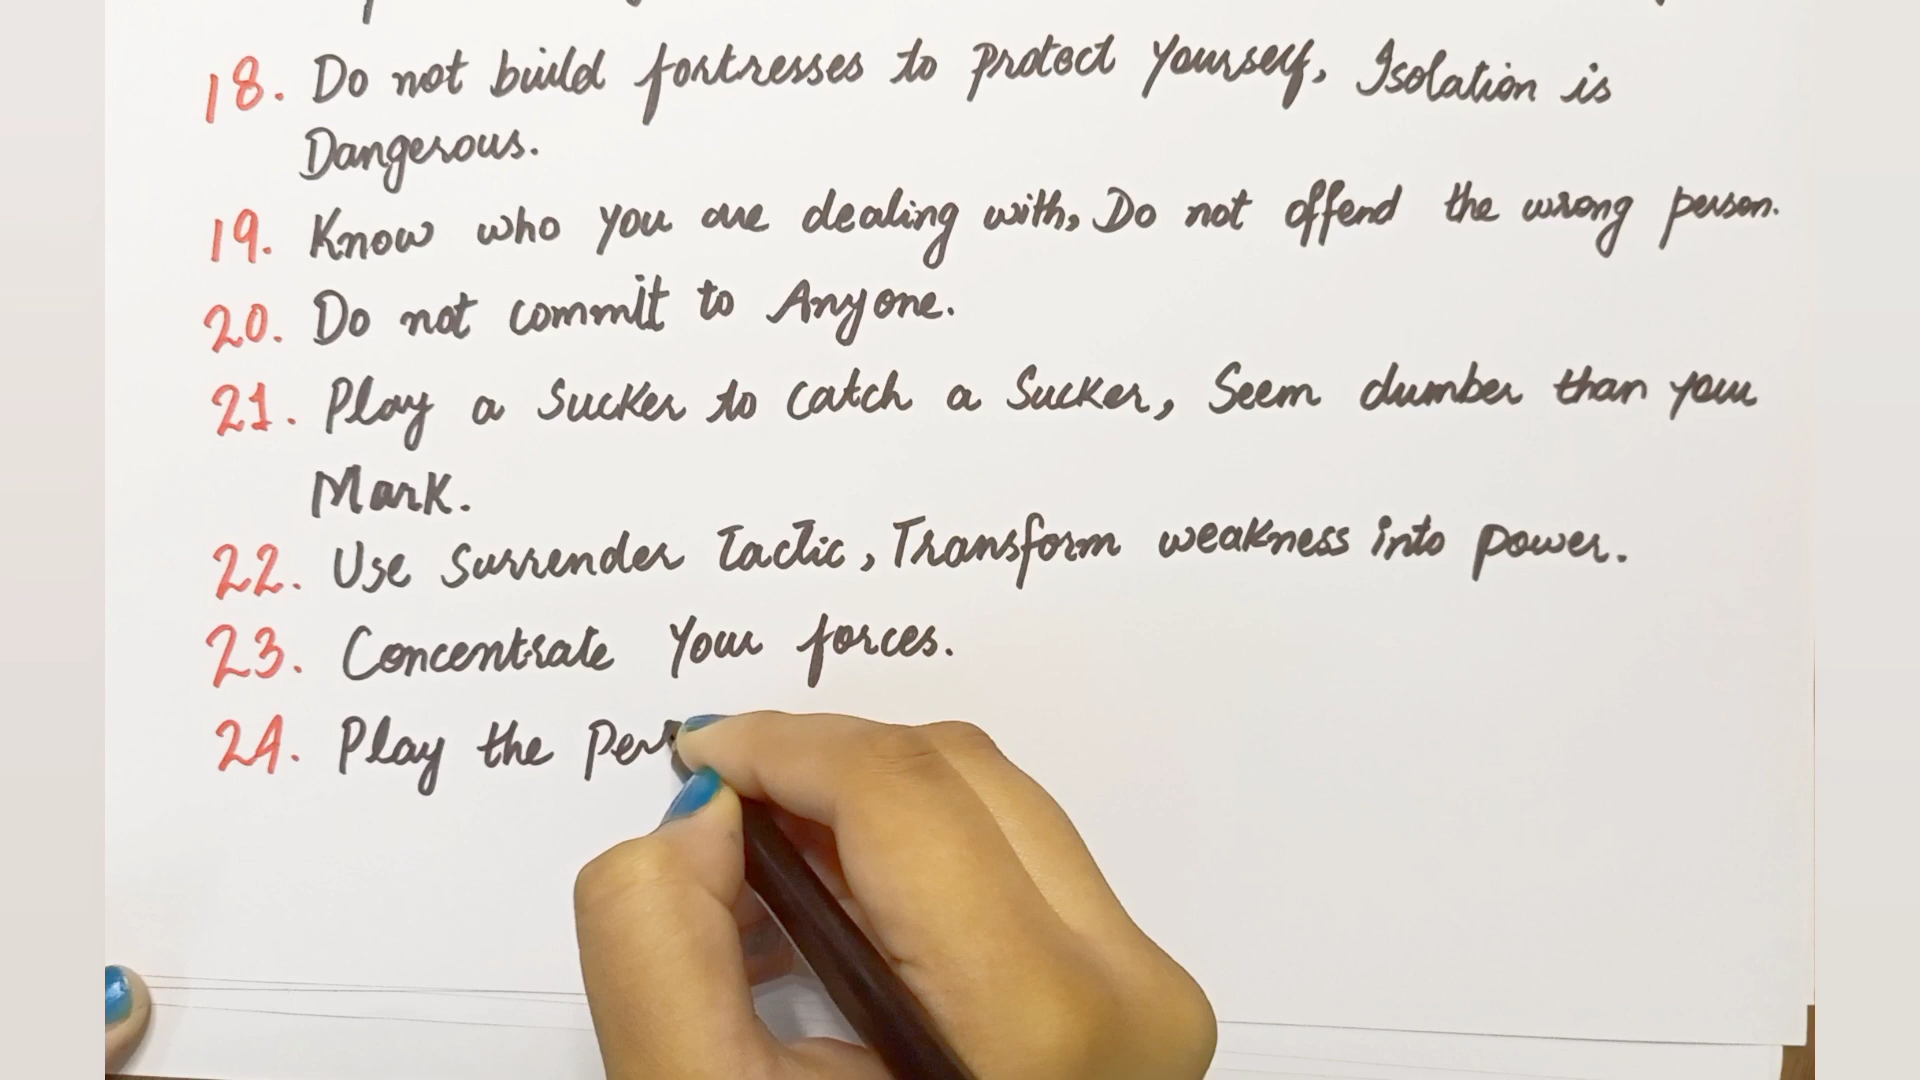 18. Do not build fortresses to protect yourself, Isolation is
Dangerous.
19. Know who you are dealing with, Do not offend the wrong person.
20. Do not commit to Anyone.
21. Play a Sucker to catch a Sucker, Seem dumber than your
Mark.
22. Use Surrender Tactic, Transform weakness into power.
23. Concentrate Your forces.
24. Play the